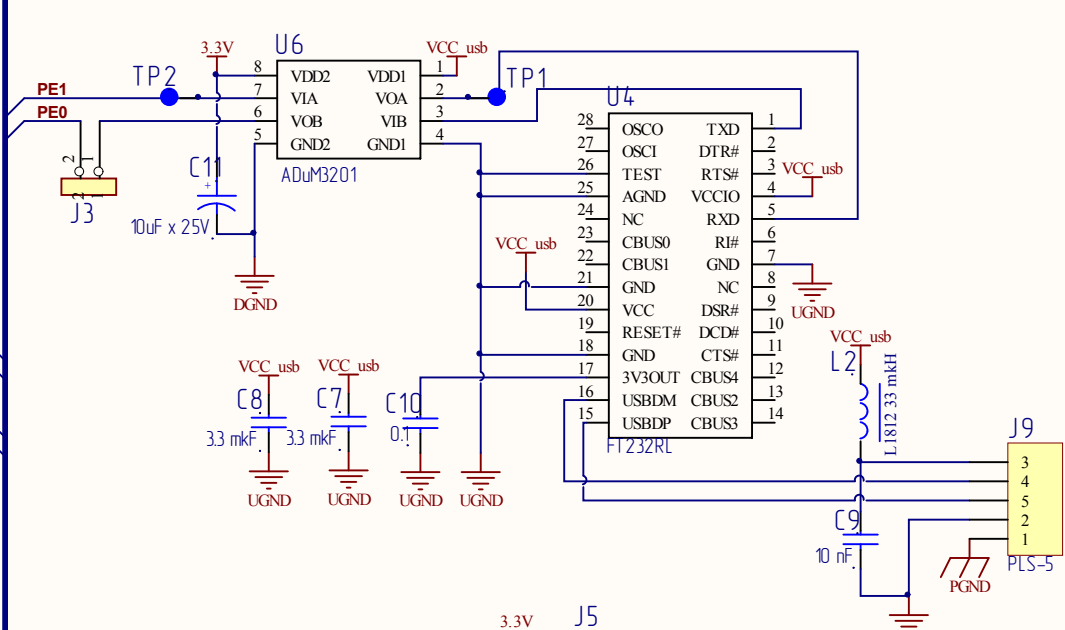 3.3V
U6
VCC_usb
TP2
8 VDD2 VDD1 1
TP1
PE1
7 VIA VOA 2
U4
PE0
6 VOB VIB 3
5 GND2 GND1 4
ADuM3201
C11
+
10uF x 25V
2 1
2 1
J3
DGND
28 OSCO TXD 1
27 OSCI DTR# 2
26 TEST RTS# 3
VCC_usb
25 AGND VCCIO 4
24 NC RXD 5
23 CBUS0 RI# 6
VCC_usb
22 CBUS1 GND 7
21 GND NC 8
UGND
20 VCC DSR# 9
19 RESET# DCD# 10
18 GND CTS# 11
17 3V3OUT CBUS4 12
16 USBDM CBUS2 13
15 USBDP CBUS3 14
FT232RL
VCC_usb
C8
3.3 mkF
UGND
VCC_usb
C7
3.3 mkF
UGND
C10
0.1
UGND
UGND
VCC_usb
L2
L1812 33 mkH
J9
3
4
5
2
1
PLS-5
C9
10 nF
PGND
3.3V
J5